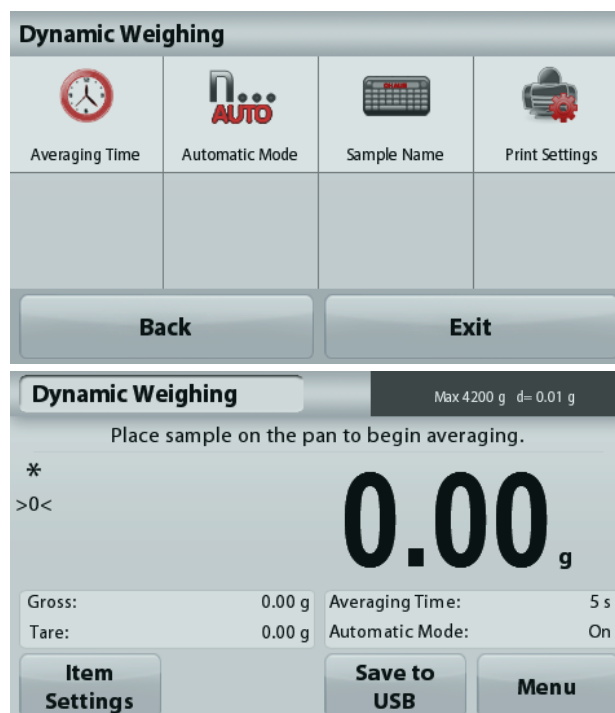 Dynamic Weighing
AUTO
Averaging Time
Automatic Mode
Sample Name
Print Settings
Back
Exit
Dynamic Weighing
Max 4200 g d= 0.01 g
Place sample on the pan to begin averaging.
*
>0<
0.00 g
Gross: 0.00 g
Tare: 0.00 g
Averaging Time: 5 s
Automatic Mode: On
Item
Settings
Save to
USB
Menu